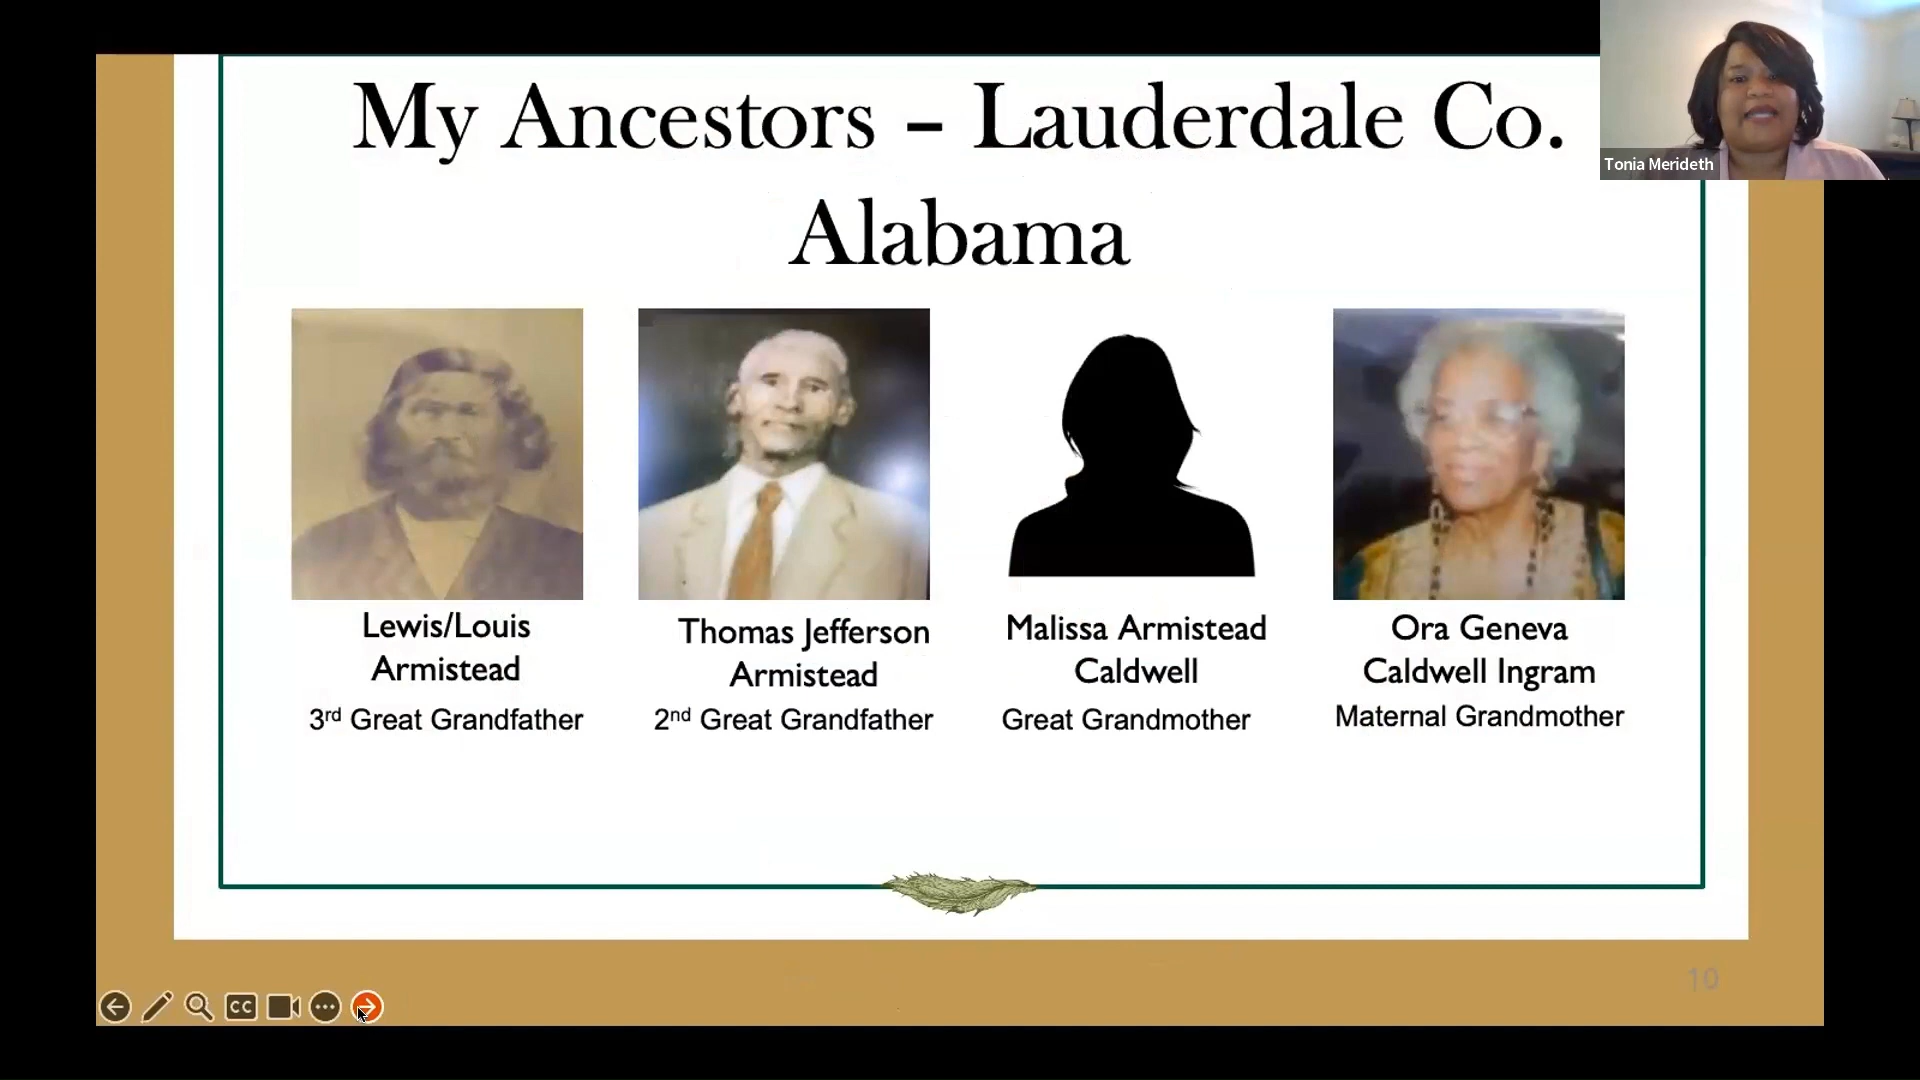 My Ancestors – Lauderdale Co.
Alabama
Tonia Merideth
Lewis/Louis
Armistead
3rd Great Grandfather
Thomas Jefferson
Armistead
2nd Great Grandfather
Malissa Armistead
Caldwell
Great Grandmother
Ora Geneva
Caldwell Ingram
Maternal Grandmother
10
CC